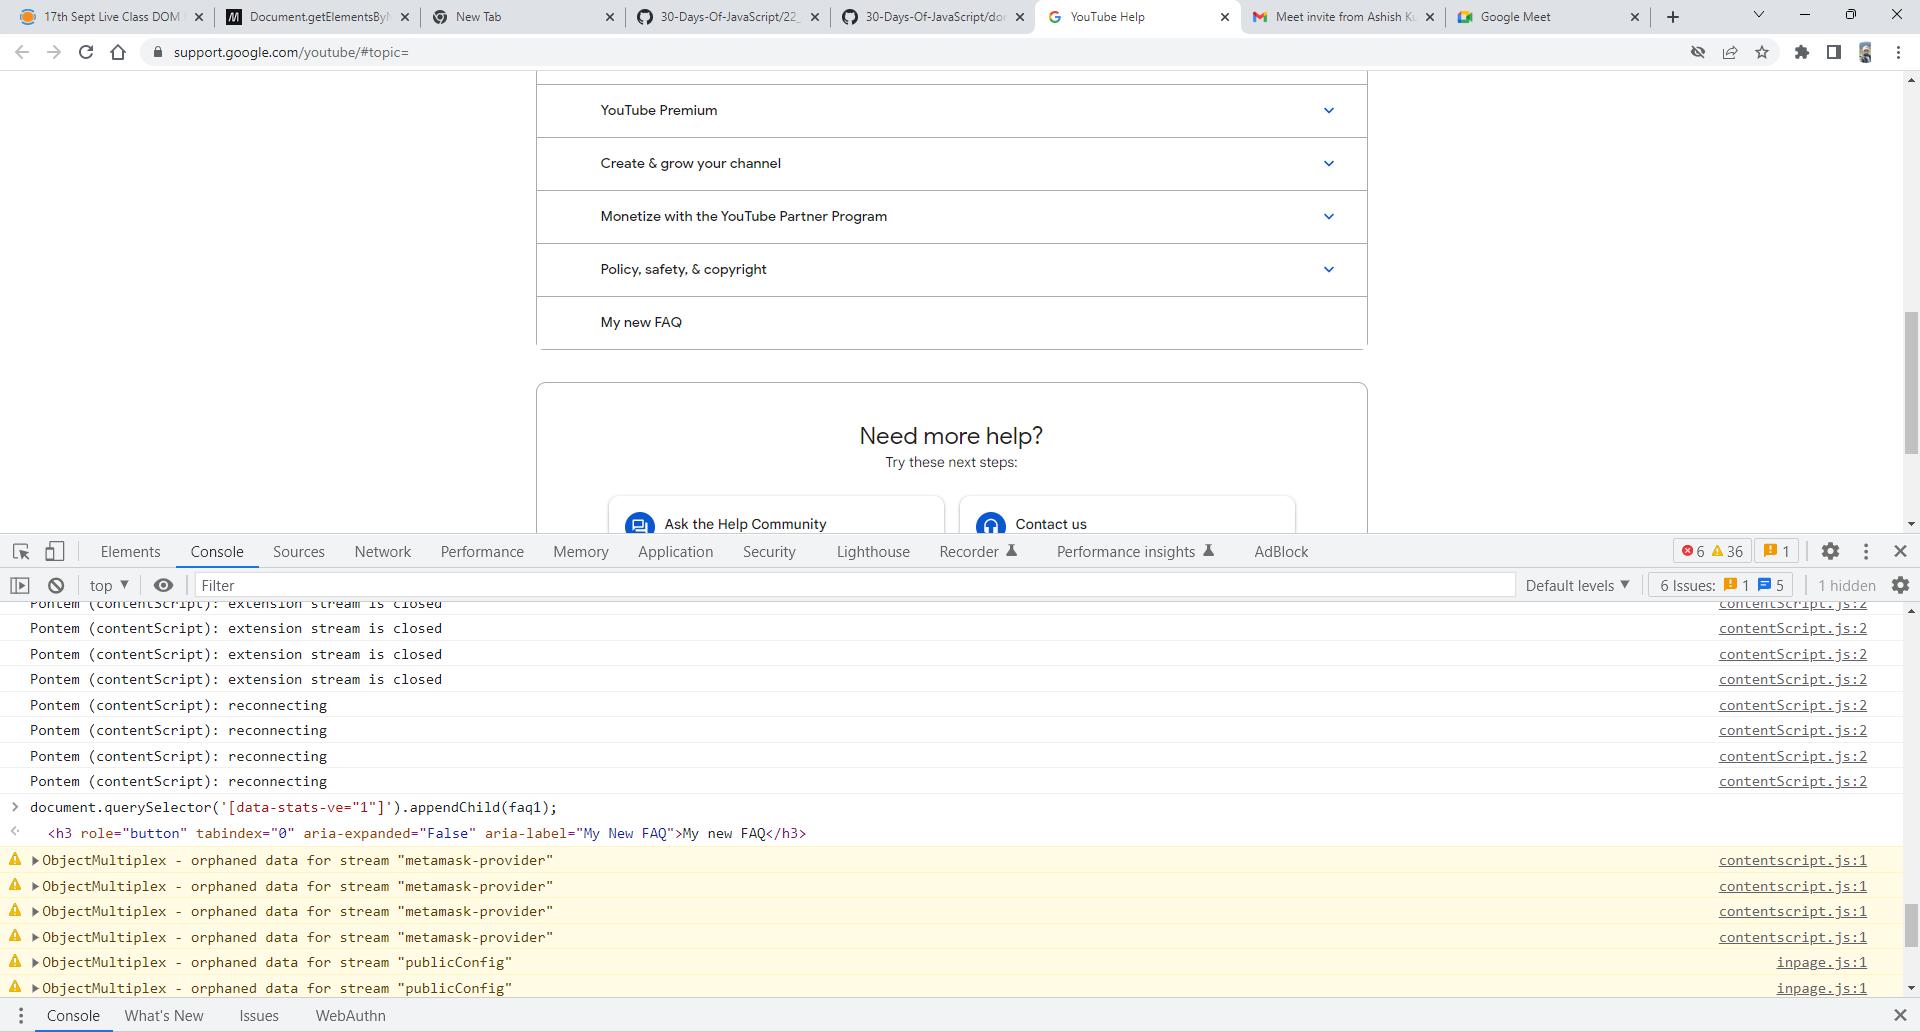 17th Sept Live Class DOM
Document.getElementsBy
New Tab
30-Days-Of-JavaScript/22_
30-Days-Of-JavaScript/do
YouTube Help
Meet invite from Ashish K
Google Meet
support.google.com/youtube/#topic=
YouTube Premium
Create & grow your channel
Monetize with the YouTube Partner Program
Policy, safety, & copyright
My new FAQ
Need more help?
Try these next steps:
Ask the Help Community
Contact us
Elements Console Sources Network Performance Memory Application Security Lighthouse Recorder Performance insights AdBlock 6 36 1
top Filter Default levels 6 Issues: 1 5 1 hidden
Pontem (contentScript): extension stream is closed contentScript.js:2
Pontem (contentScript): extension stream is closed contentScript.js:2
Pontem (contentScript): extension stream is closed contentScript.js:2
Pontem (contentScript): extension stream is closed contentScript.js:2
Pontem (contentScript): reconnecting contentScript.js:2
Pontem (contentScript): reconnecting contentScript.js:2
Pontem (contentScript): reconnecting contentScript.js:2
Pontem (contentScript): reconnecting contentScript.js:2
document.querySelector('[data-stats-ve="1"]').appendChild(faq1);
<h3 role="button" tabindex="0" aria-expanded="False" aria-label="My New FAQ">My new FAQ</h3>
ObjectMultiplex - orphaned data for stream "metamask-provider" contentscript.js:1
ObjectMultiplex - orphaned data for stream "metamask-provider" contentscript.js:1
ObjectMultiplex - orphaned data for stream "metamask-provider" contentscript.js:1
ObjectMultiplex - orphaned data for stream "metamask-provider" contentscript.js:1
ObjectMultiplex - orphaned data for stream "publicConfig" inpage.js:1
ObjectMultiplex - orphaned data for stream "publicConfig" inpage.js:1
Console What's New Issues WebAuthn